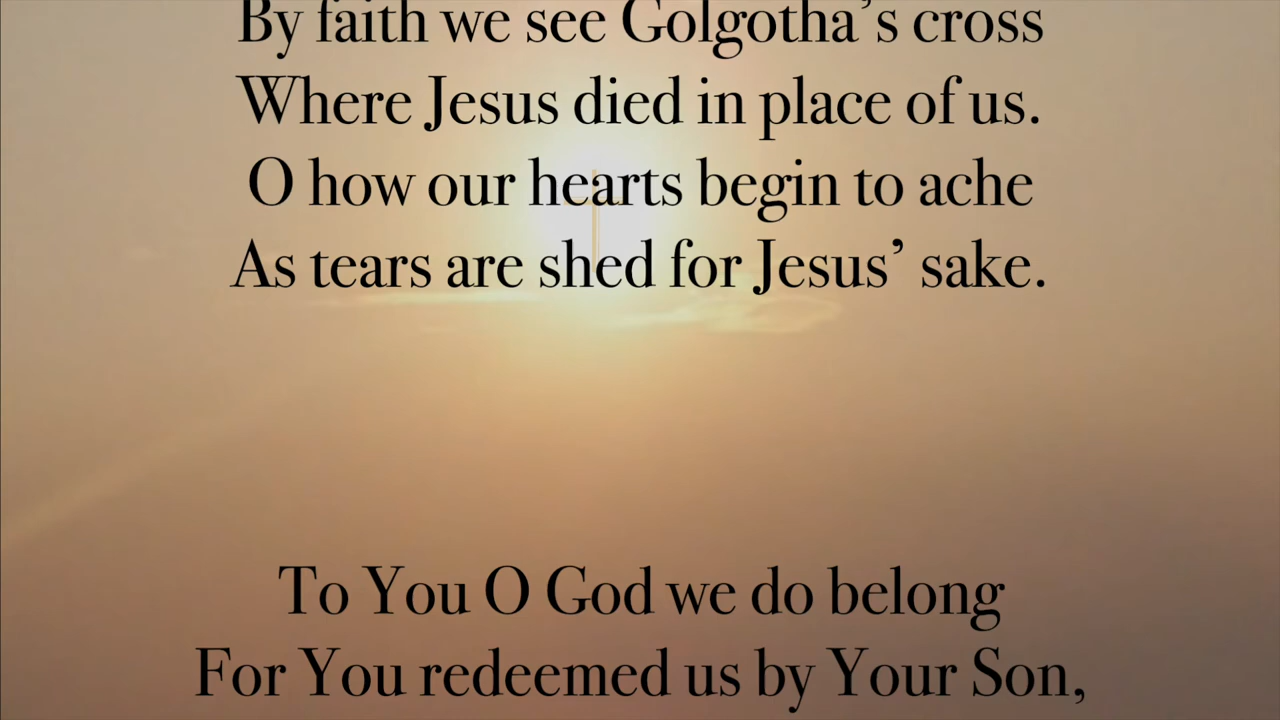 By faith we see Golgotha’s cross
Where Jesus died in place of us.
O how our hearts begin to ache
As tears are shed for Jesus’ sake.
To You O God we do belong
For You redeemed us by Your Son,